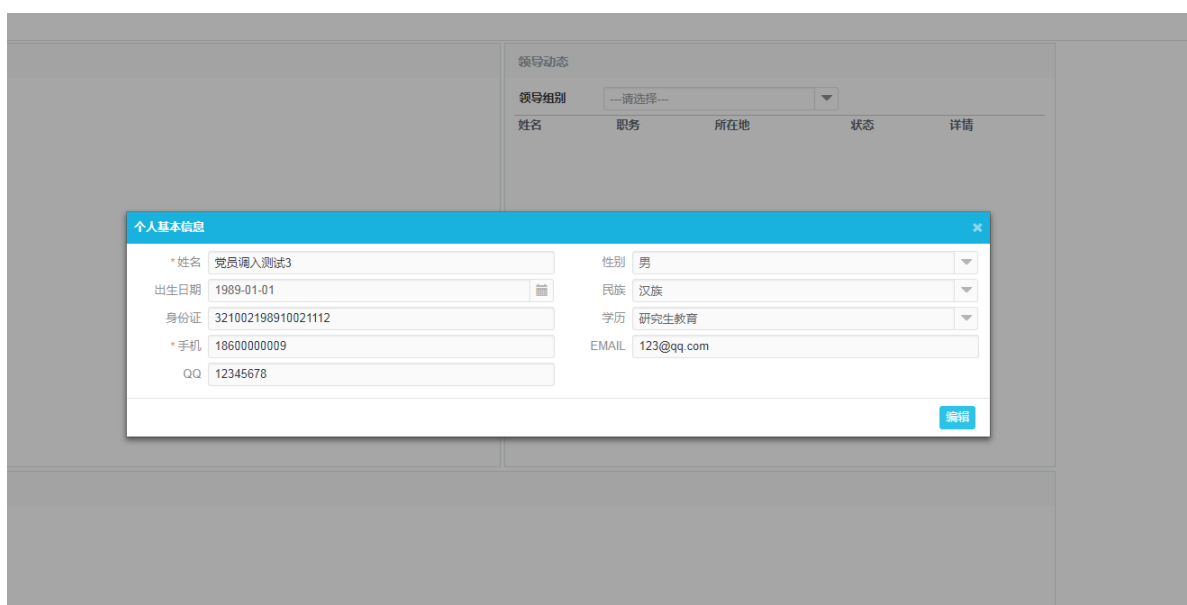 领导动态
领导组别 ---请选择---
姓名 职务 所在地 状态 详情
个人基本信息 ×
*姓名 党员调入测试3 性别 男
出生日期 1989-01-01 民族 汉族
身份证 321002198910021112 学历 研究生教育
*手机 18600000009 EMAIL 123@qq.com
QQ 12345678
编辑